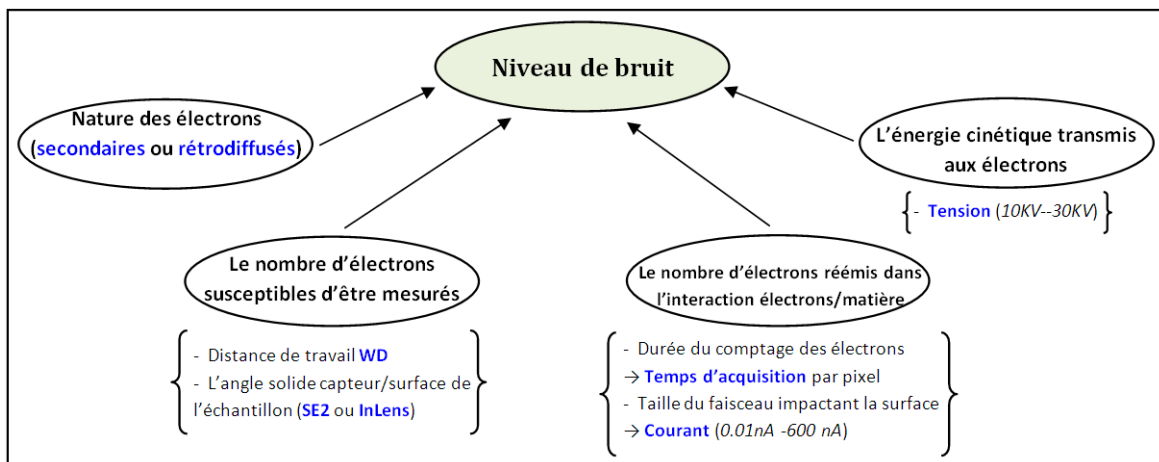 Niveau de bruit
Nature des électrons
(secondaires ou rétrodiffusés)
L'énergie cinétique transmis
aux électrons
- Tension (10KV--30KV)
Le nombre d'électrons
susceptibles d'être mesurés
- Distance de travail WD
- L'angle solide capteur/surface de
l'échantillon (SE2 ou InLens)
Le nombre d'électrons réémis dans
l'interaction électrons/matière
- Durée du comptage des électrons
→ Temps d'acquisition par pixel
- Taille du faisceau impactant la surface
→ Courant (0.01nA -600 nA)